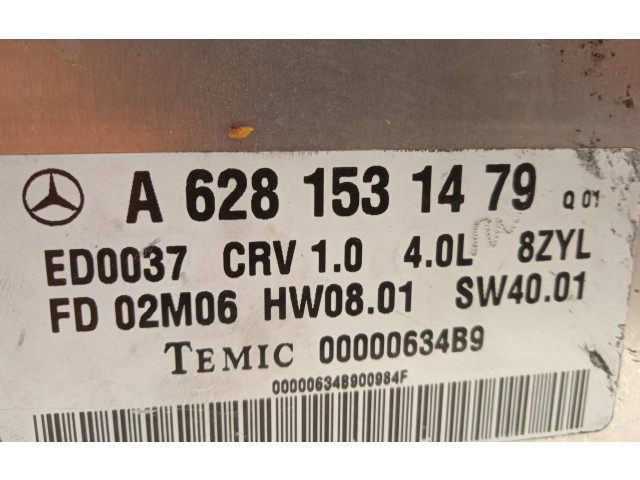 A 628 153 14 79 Q 01
ED0037 CRV 1.0 4.0L 8ZYL
FD 02M06 HW08.01 SW40.01
TEMIC 00000634B9
00000634B900984F